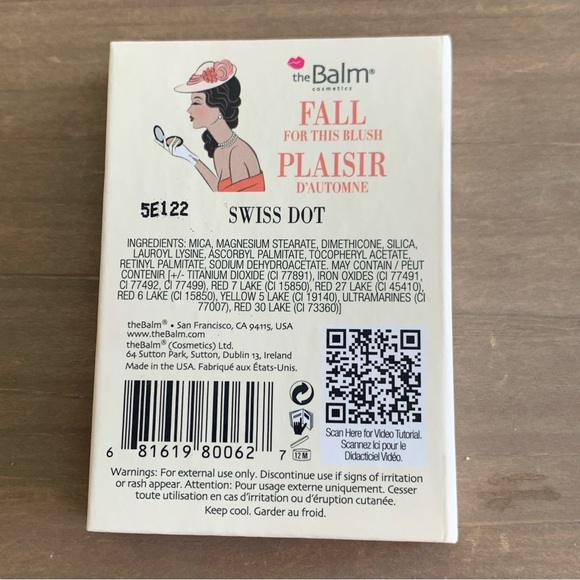 theBalm®
cosmetics
FALL
FOR THIS BLUSH
PLAISIR
D'AUTOMNE
5E122
SWISS DOT
INGREDIENTS: MICA, MAGNESIUM STEARATE, DIMETHICONE, SILICA,
LAUROYL LYSINE, ASCORBYL PALMITATE, TOCOPHERYL ACETATE,
RETINYL PALMITATE, SODIUM DEHYDROACETATE. MAY CONTAIN / PEUT
CONTENIR [+/- TITANIUM DIOXIDE (CI 77891), IRON OXIDES (CI 77491,
CI 77492, CI 77499), RED 7 LAKE (CI 15850), RED 27 LAKE (CI 45410),
RED 6 LAKE (CI 15850), YELLOW 5 LAKE (CI 19140), ULTRAMARINES (CI
77007), RED 30 LAKE (CI 73360)]
theBalm® • San Francisco, CA 94115, USA
www.theBalm.com
theBalm® (Cosmetics) Ltd.
64 Sutton Park, Sutton, Dublin 13, Ireland
Made in the USA. Fabriqué aux États-Unis.
6 81619 80062 7
12 M
Scan Here for Video Tutorial.
Scannez Ici pour le
Didacticiel Vidéo.
Warnings: For external use only. Discontinue use if signs of irritation
or rash appear. Attention: Pour usage externe uniquement. Cesser
toute utilisation en cas d'irritation ou d'éruption cutanée.
Keep cool. Garder au froid.